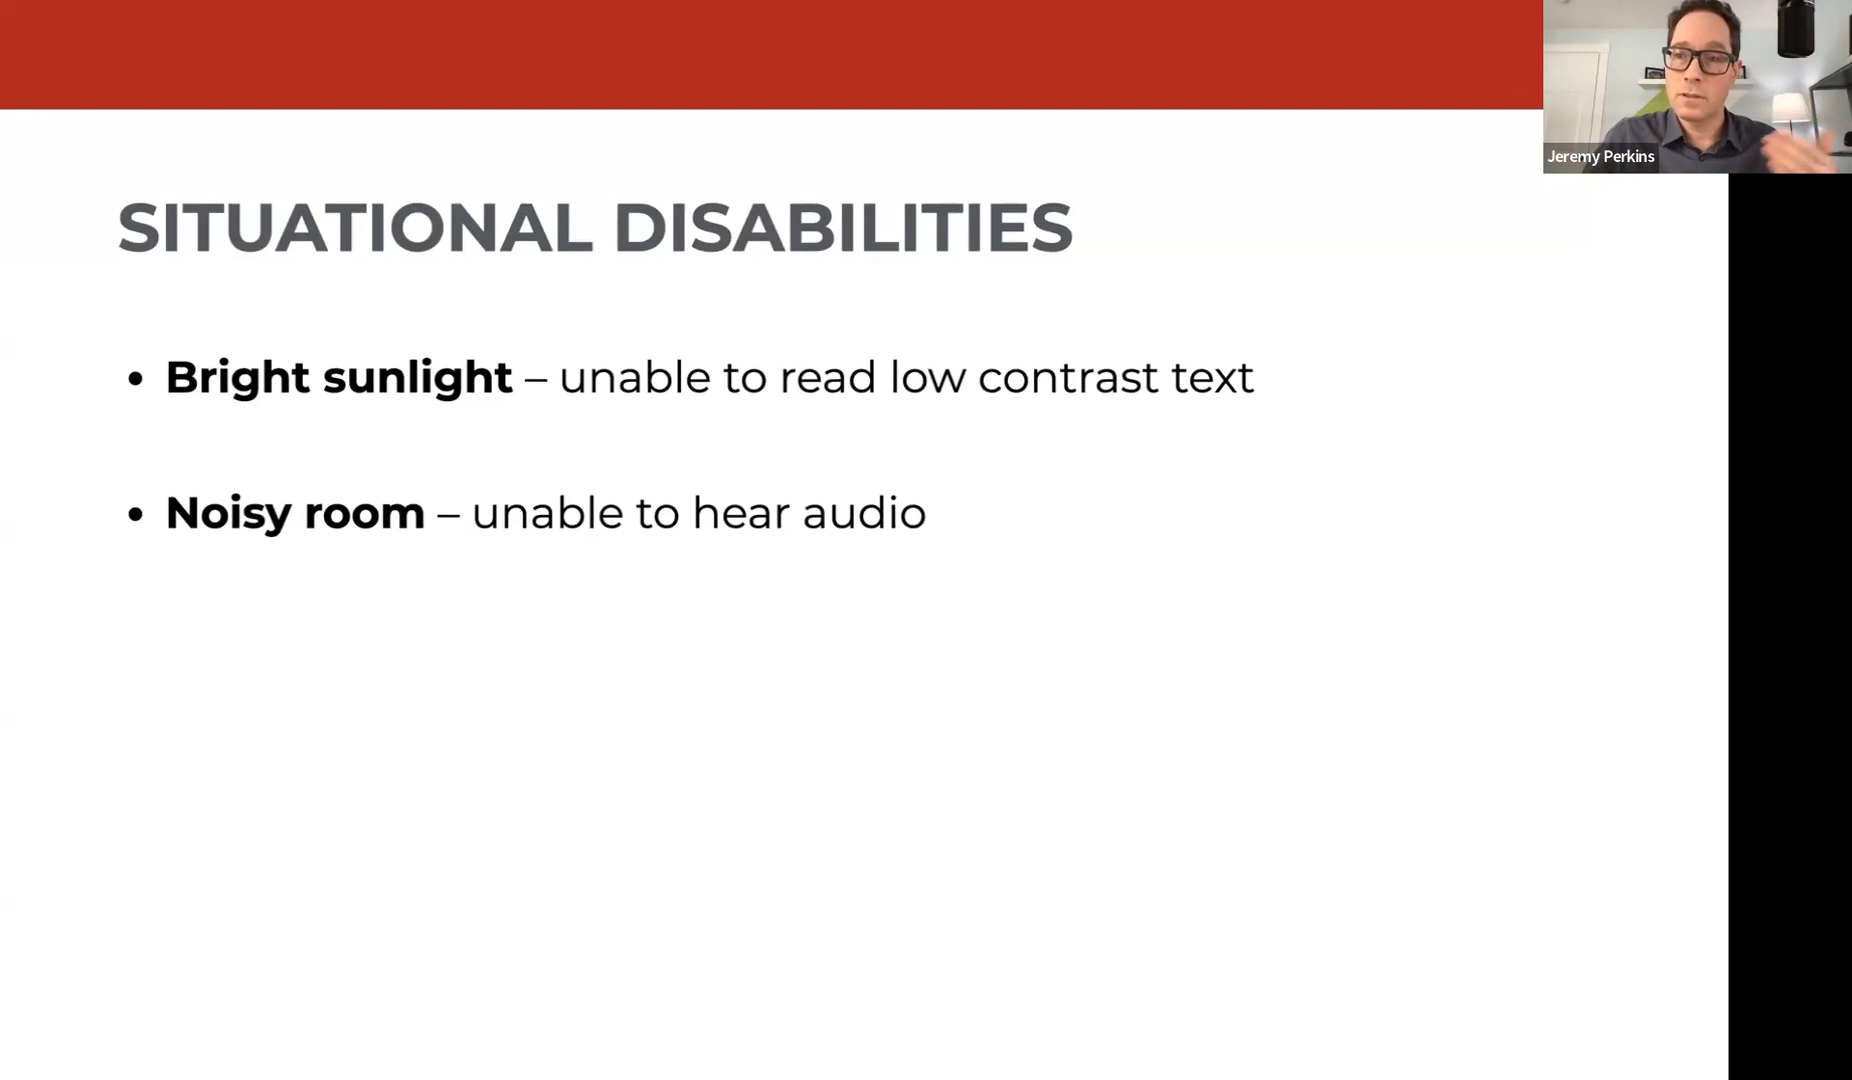 Jeremy Perkins
SITUATIONAL DISABILITIES
• Bright sunlight – unable to read low contrast text
• Noisy room – unable to hear audio